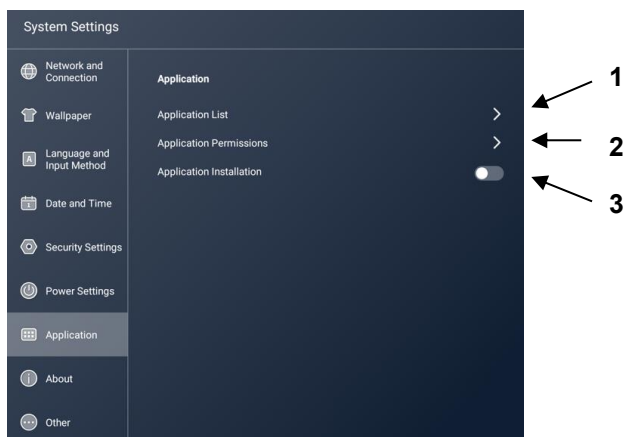 System Settings
Network and
Connection
Wallpaper
A
Language and
Input Method
1
Date and Time
Security Settings
Power Settings
Application
About
Other
Application
Application List
Application Permissions
Application Installation
1
2
3